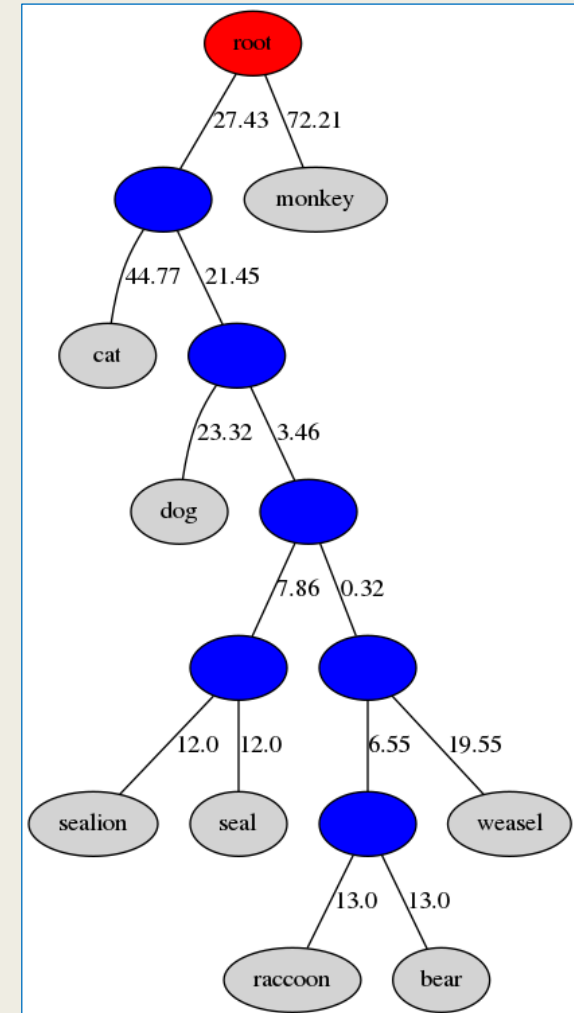 root
27.43 72.21
monkey
44.77 21.45
cat
23.32 3.46
dog
7.86 0.32
12.0 12.0 6.55 19.55
sealion seal weasel
13.0 13.0
raccoon bear